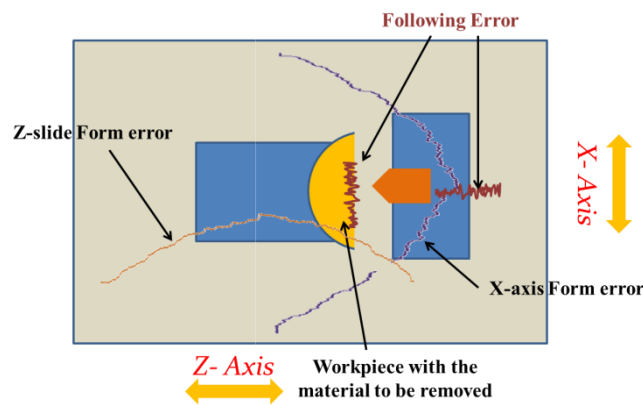 Following Error
Z-slide Form error
X- Axis
X-axis Form error
Z- Axis
Workpiece with the
material to be removed